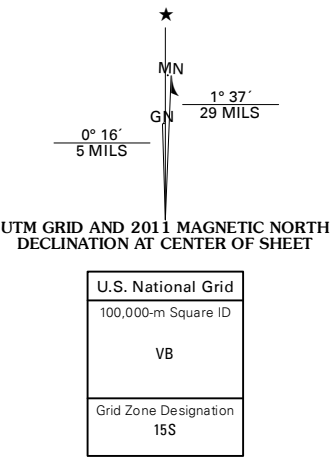 ★
MN
1° 37´
29 MILS
GN
0° 16´
5 MILS
UTM GRID AND 2011 MAGNETIC NORTH
DECLINATION AT CENTER OF SHEET
U.S. National Grid
100,000-m Square ID
VB
Grid Zone Designation
15S